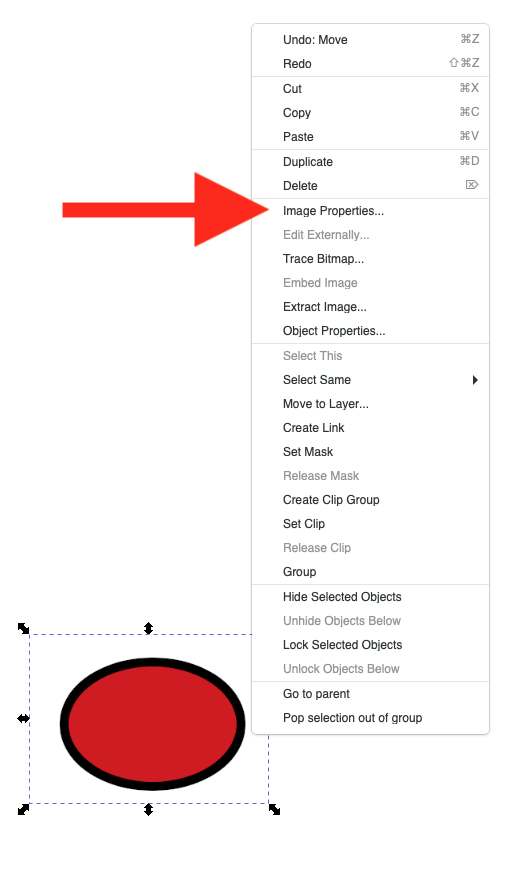 Undo: Move ⌘Z
Redo ⇧⌘Z
Cut ⌘X
Copy ⌘C
Paste ⌘V
Duplicate ⌘D
Delete ⌦
Image Properties...
Edit Externally...
Trace Bitmap...
Embed Image
Extract Image...
Object Properties...
Select This
Select Same
Move to Layer...
Create Link
Set Mask
Release Mask
Create Clip Group
Set Clip
Release Clip
Group
Hide Selected Objects
Unhide Objects Below
Lock Selected Objects
Unlock Objects Below
Go to parent
Pop selection out of group